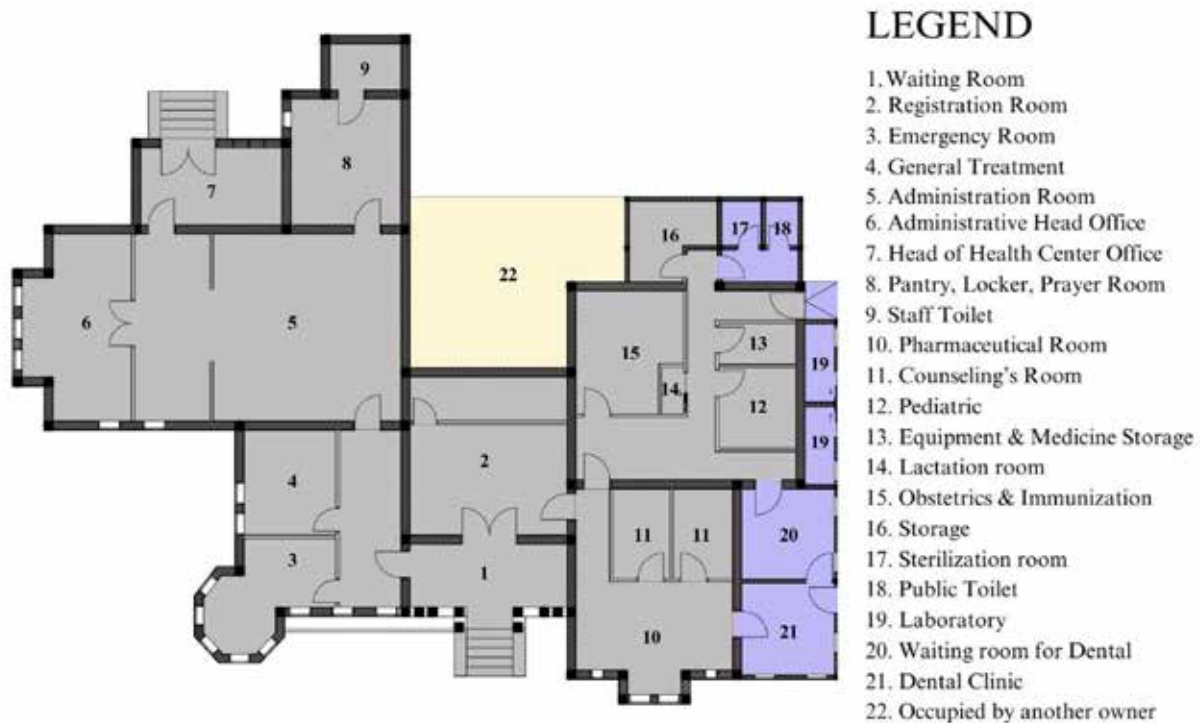 LEGEND
1. Waiting Room
2. Registration Room
3. Emergency Room
4. General Treatment
5. Administration Room
6. Administrative Head Office
7. Head of Health Center Office
8. Pantry, Locker, Prayer Room
9. Staff Toilet
10. Pharmaceutical Room
11. Counseling's Room
12. Pediatric
13. Equipment & Medicine Storage
14. Lactation room
15. Obstetrics & Immunization
16. Storage
17. Sterilization room
18. Public Toilet
19. Laboratory
20. Waiting room for Dental
21. Dental Clinic
22. Occupied by another owner
9
8
7
16
17
18
22
6
5
15
13
19
14
12
19
2
4
11
11
20
3
1
10
21